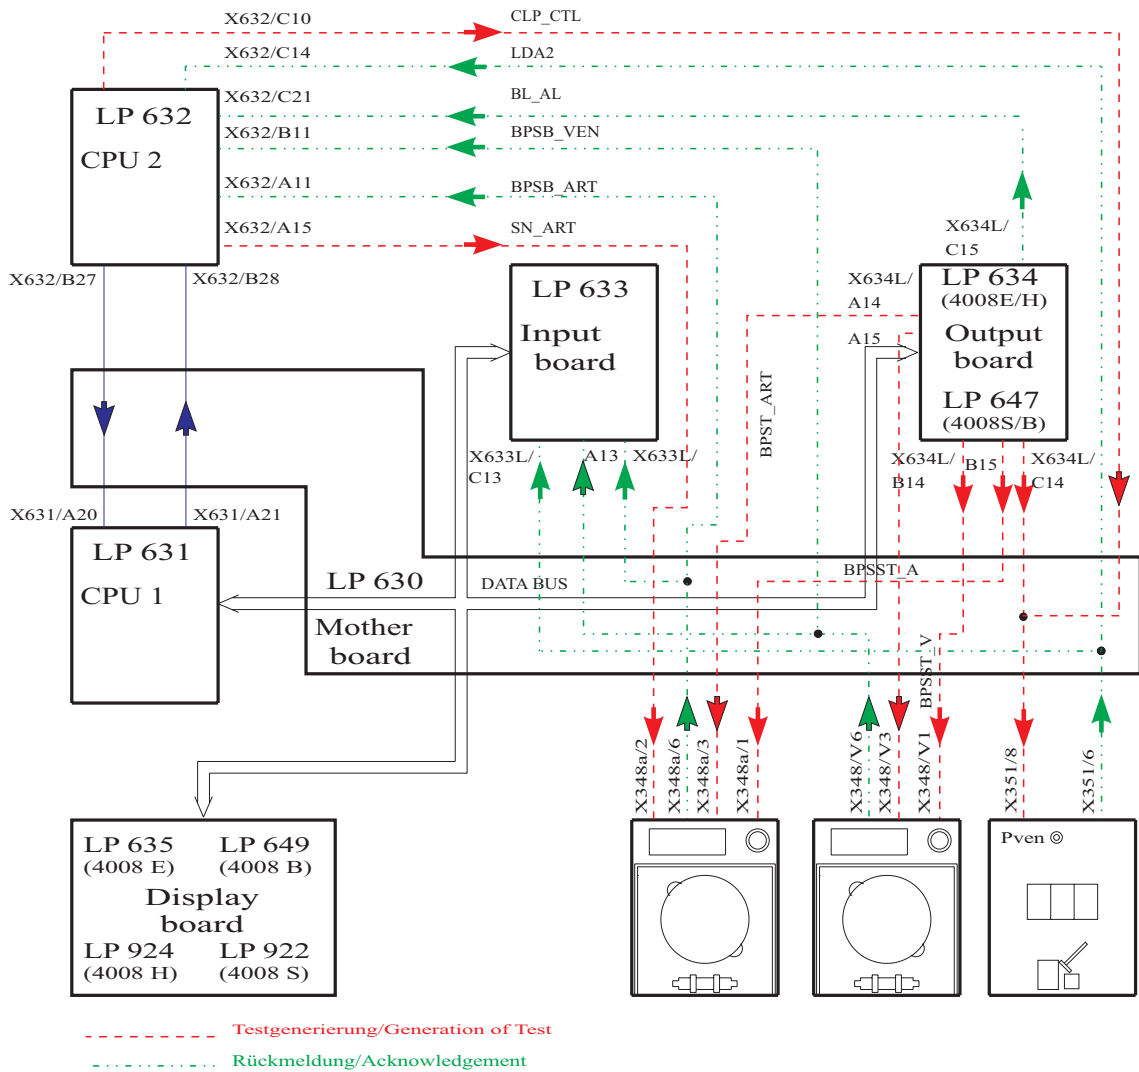 X632/C10
CLP_CTL
X632/C14
LDA2
X632/C21
BL_AL
LP 632
CPU 2
X632/B11
BPSB_VEN
X632/A11
BPSB_ART
X632/A15
SN_ART
X634L/
C15
X632/B27
X632/B28
LP 633
Input
board
X634L/
A14
A15
LP 634
(4008E/H)
Output
board
LP 647
(4008S/B)
BPST_ART
X633L/
C13
A13
X633L/
X634L/
B14
B15
X634L/
C14
X631/A20
X631/A21
LP 631
CPU 1
LP 630
DATA BUS
BPSST_A
Mother
board
BPSST_V
X348a/2
X348a/6
X348a/3
X348a/1
X348/V6
X348/V3
X348/V1
X351/8
X351/6
LP 635
(4008 E)
LP 649
(4008 B)
Display
board
LP 924
(4008 H)
LP 922
(4008 S)
Pven
Testgenerierung/Generation of Test
Rückmeldung/Acknowledgement